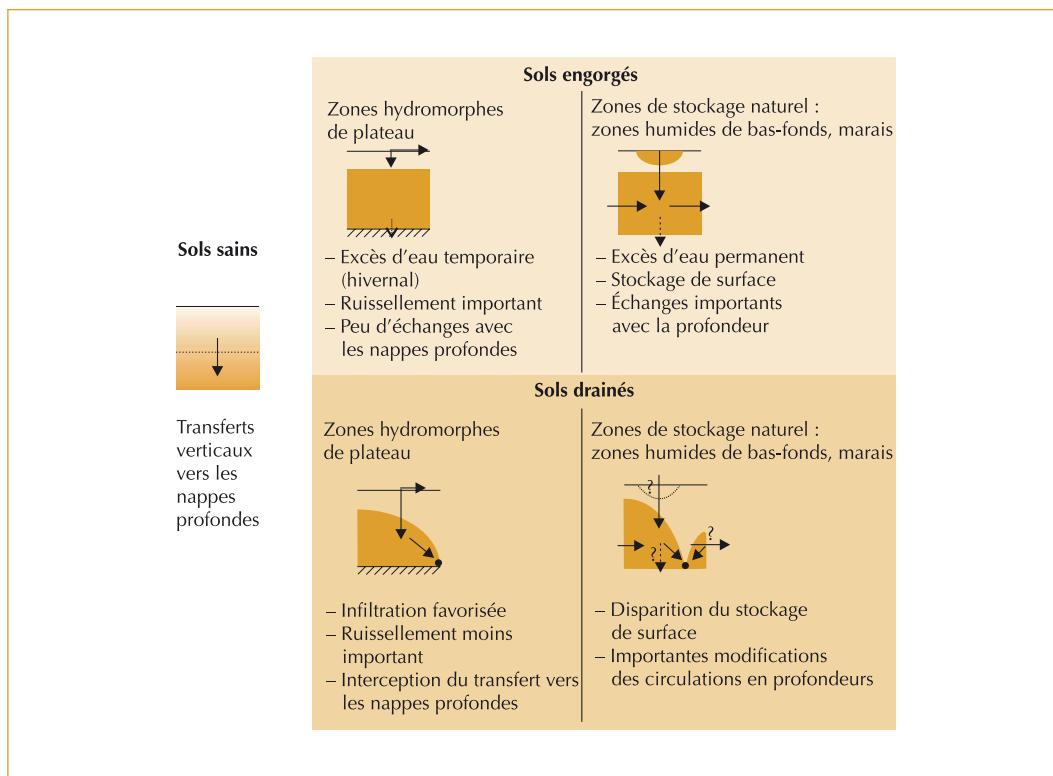 Sols engorgés
Zones hydromorphes
de plateau
– Excès d'eau temporaire
(hivernal)
– Ruissellement important
– Peu d'échanges avec
les nappes profondes
Zones de stockage naturel :
zones humides de bas-fonds, marais
– Excès d'eau permanent
– Stockage de surface
– Échanges importants
avec la profondeur
Sols sains
Transferts
verticaux
vers les
nappes
profondes
Sols drainés
Zones hydromorphes
de plateau
– Infiltration favorisée
– Ruissellement moins
important
– Interception du transfert vers
les nappes profondes
Zones de stockage naturel :
zones humides de bas-fonds, marais
?
?
?
– Disparition du stockage
de surface
– Importantes modifications
des circulations en profondeurs